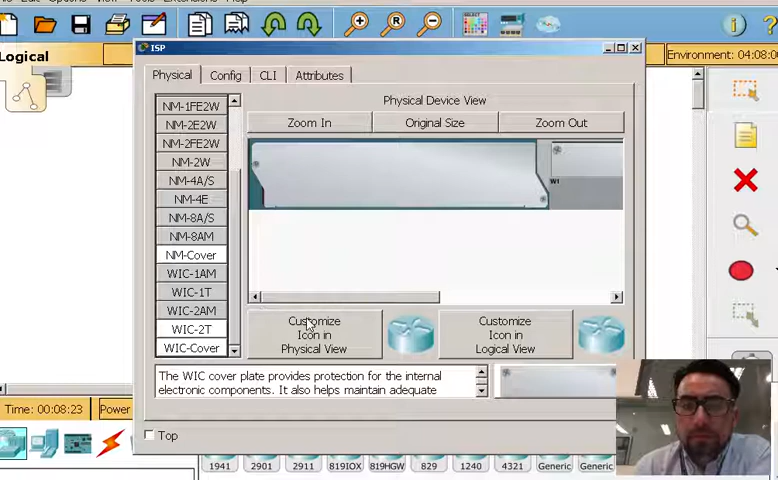 Extensions Help
Logical
Environment: 04:08:0
ISP
Physical
Config
CLI
Attributes
NM-1FE2W
NM-2E2W
NM-2FE2W
NM-2W
NM-4A/S
NM-4E
NM-8A/S
NM-8AM
NM-Cover
WIC-1AM
WIC-1T
WIC-2AM
WIC-2T
WIC-Cover
Physical Device View
Zoom In
Original Size
Zoom Out
W1
Customize
Icon in
Physical View
Customize
Icon in
Logical View
The WIC cover plate provides protection for the internal
electronic components. It also helps maintain adequate
Top
Time: 00:08:23
Power
1941
2901
2911
819IOX
819HGW
829
1240
4321
Generic
Generic